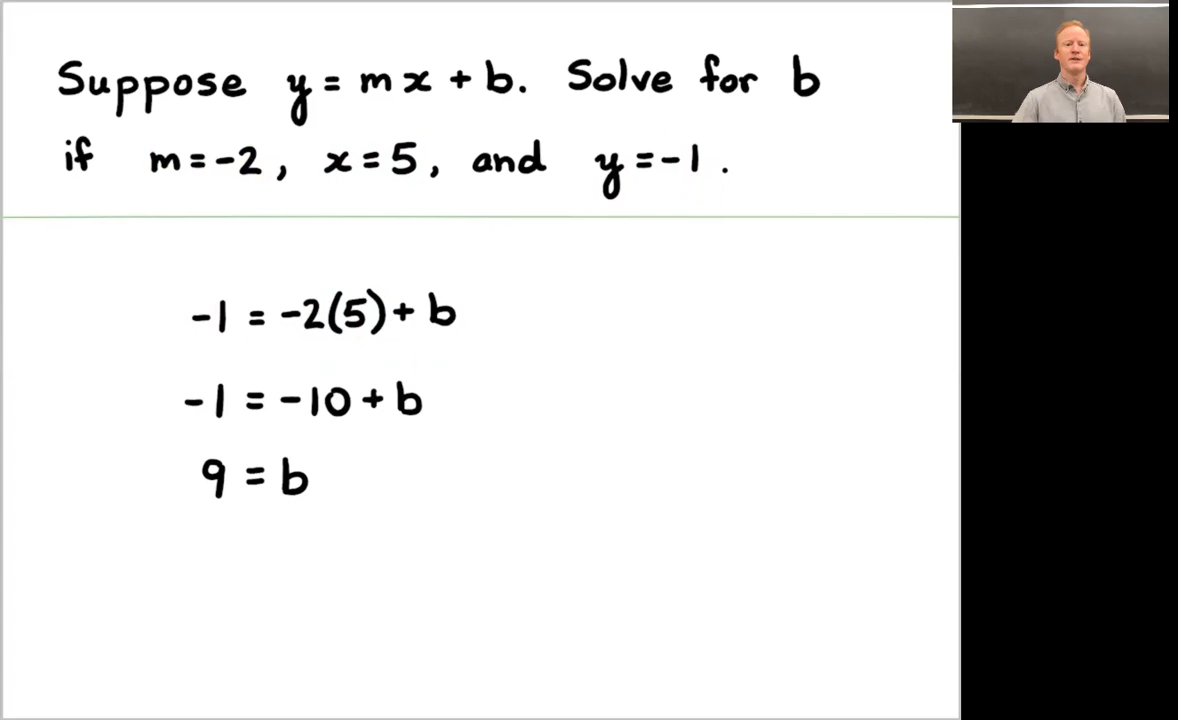 Suppose y = mx + b. Solve for b
if m = -2, x = 5, and y = -1.
-1 = -2(5) + b
-1 = -10 + b
9 = b